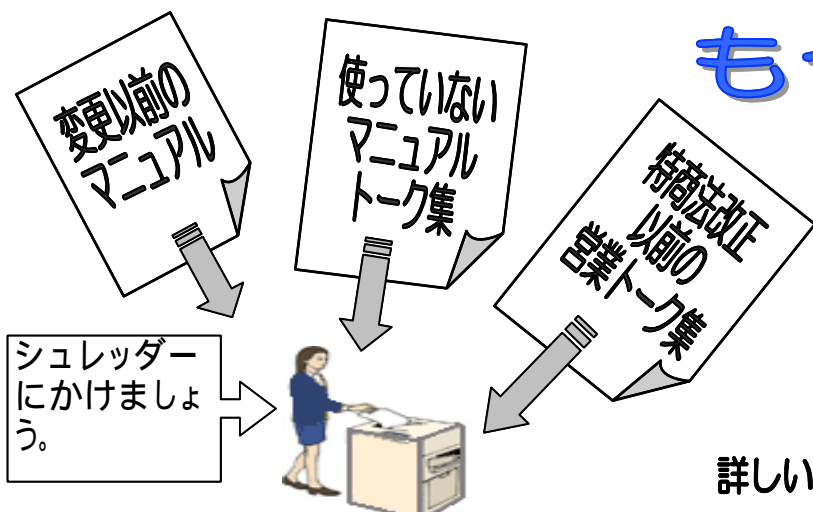 変更以前の
マニュアル
使っていない
マニュアル
トーク集
特商法改正
以前の
営業トーク集
シュレッダー
にかけましょ
う。
も
詳しい